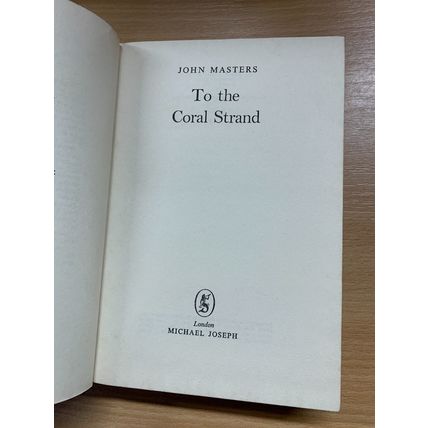 JOHN MASTERS
To the
Coral Strand
London
MICHAEL JOSEPH